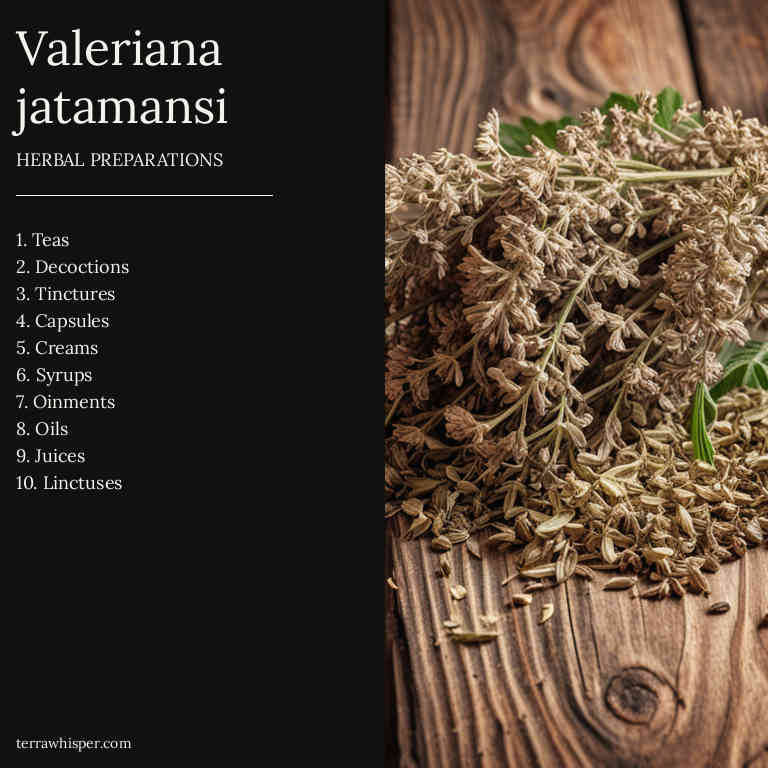 Valeriana
jatamansi
HERBAL PREPARATIONS
1. Teas
2. Decoctions
3. Tinctures
4. Capsules
5. Creams
6. Syrups
7. Oinments
8. Oils
9. Juices
10. Linctuses
terrawhisper.com